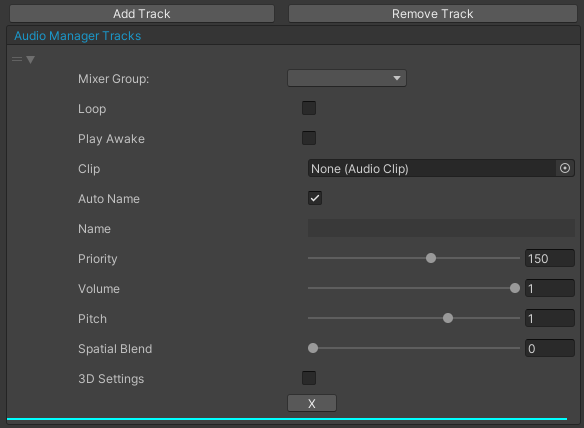 Add Track Remove Track
Audio Manager Tracks
Mixer Group:
Loop
Play Awake
Clip None (Audio Clip)
Auto Name
Name
Priority 150
Volume 1
Pitch 1
Spatial Blend 0
3D Settings
X